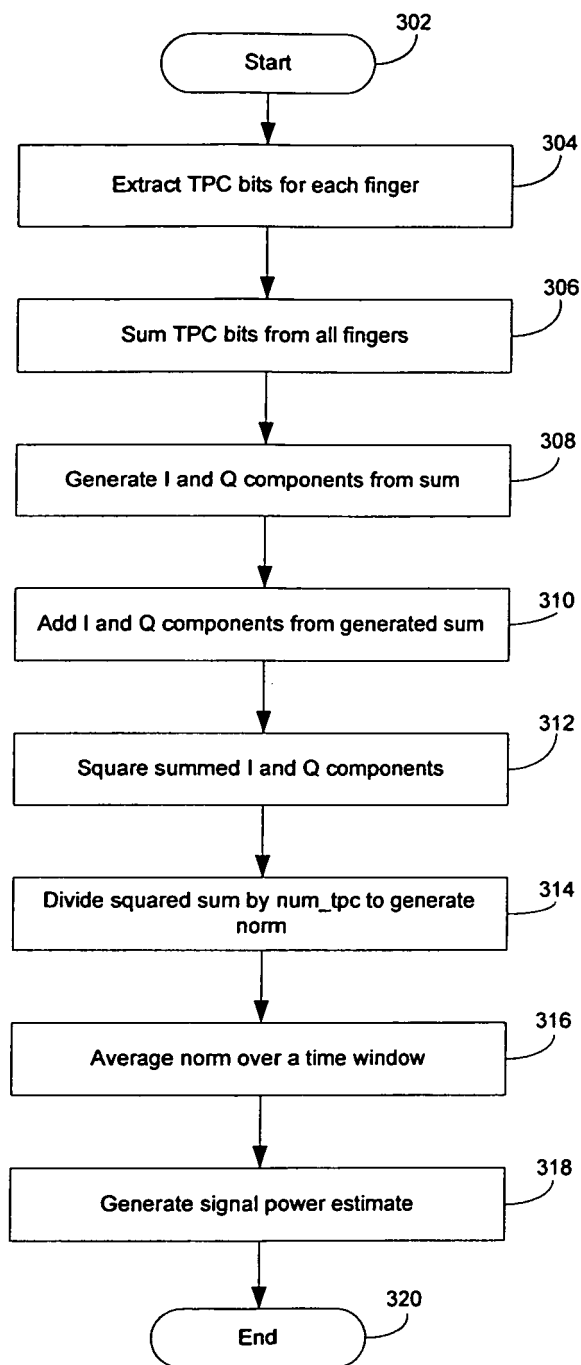 302
Start
304
Extract TPC bits for each finger
306
Sum TPC bits from all fingers
308
Generate I and Q components from sum
310
Add I and Q components from generated sum
312
Square summed I and Q components
314
Divide squared sum by num_tpc to generate
norm
316
Average norm over a time window
318
Generate signal power estimate
320
End